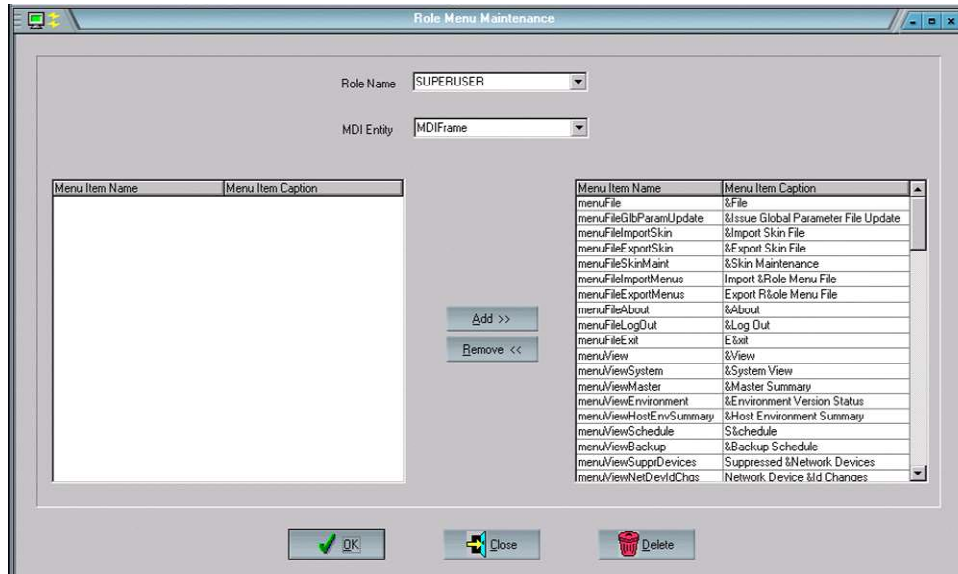 Role Menu Maintenance
Role Name SUPERUSER
MDI Entity MDIFrame
Menu Item Name Menu Item Caption
Menu Item Name Menu Item Caption
menuFile &File
menuFileGlbParamUpdate &Issue Global Parameter File Update
menuFileImportSkin &Import Skin File
menuFileExportSkin &Export Skin File
menuFileSkinMaint &Skin Maintenance
menuFileImportMenus Import &Role Menu File
menuFileExportMenus Export R&ole Menu File
menuFileAbout &About
menuFileLogOut &Log Out
menuFileExit E&xit
menuView &View
menuViewSystem &System View
menuViewMaster &Master Summary
menuViewEnvironment &Environment Version Status
menuViewHostEnvSummary &Host Environment Summary
menuViewSchedule S&chedule
menuViewBackup &Backup Schedule
menuViewSupprDevices Suppressed &Network Devices
menuViewNetDevIdChgs Network Device &Id Changes
Add >>
Remove <<
OK Close Delete